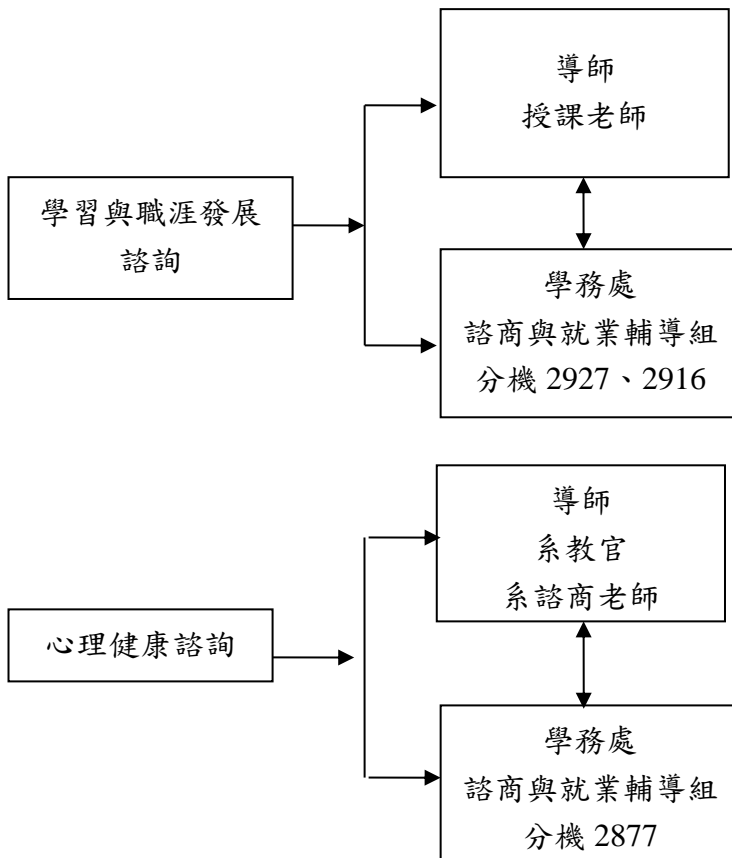 導師
授課老師
學習與職涯發展
諮詢
學務處
諮商與就業輔導組
分機 2927、2916
導師
系教官
系諮商老師
心理健康諮詢
學務處
諮商與就業輔導組
分機 2877